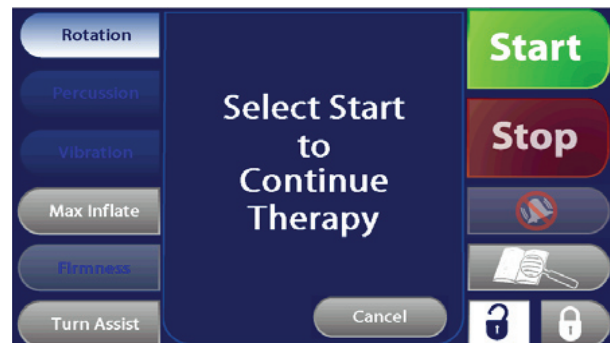 Rotation
Percussion
Vibration
Max Inflate
Firmness
Turn Assist
Select Start
to
Continue
Therapy
Cancel
Start
Stop